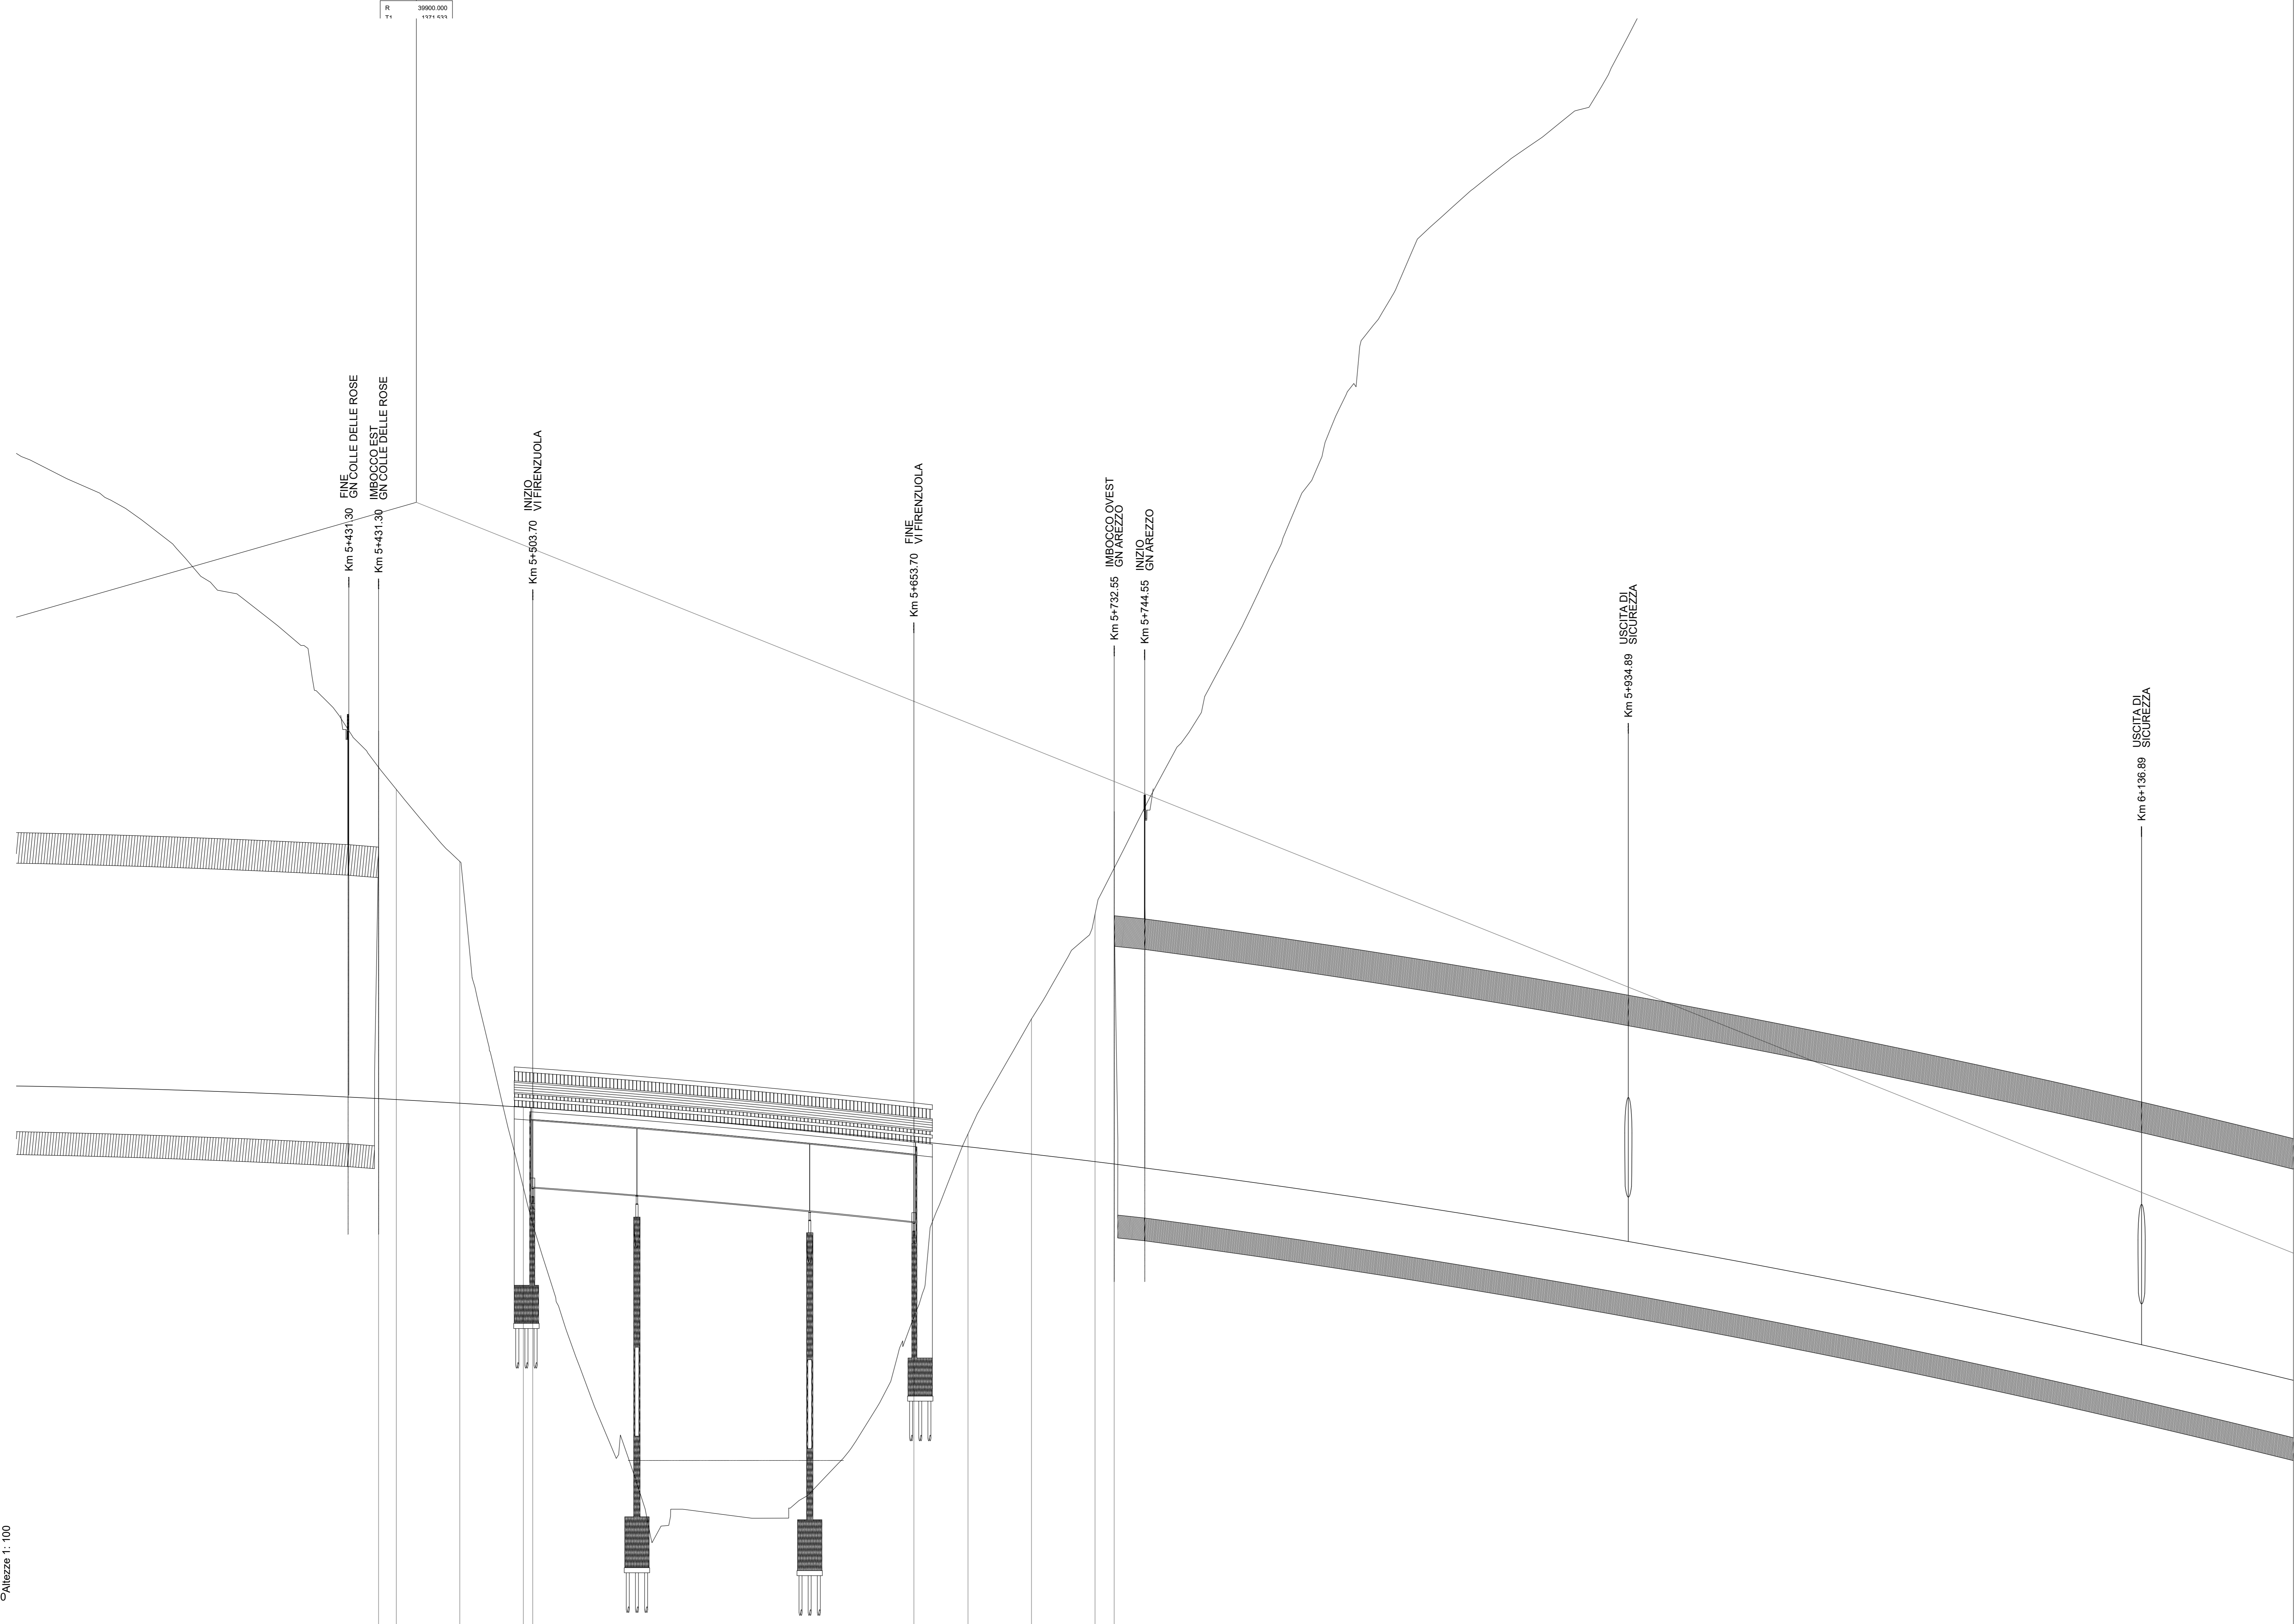 R 39900.000
T1 1371.533
FINE
GN COLLE DELLE ROSE
Km 5+431.30
IMBOCCO EST
GN COLLE DELLE ROSE
Km 5+431.30
INIZIO
VI FIRENZUOLA
Km 5+503.70
FINE
VI FIRENZUOLA
Km 5+653.70
IMBOCCO OVEST
GN AREZZO
Km 5+732.55
INIZIO
GN AREZZO
Km 5+744.55
USCITA DI
SICUREZZA
Km 5+934.89
USCITA DI
SICUREZZA
Km 6+136.89
Altezze 1: 100